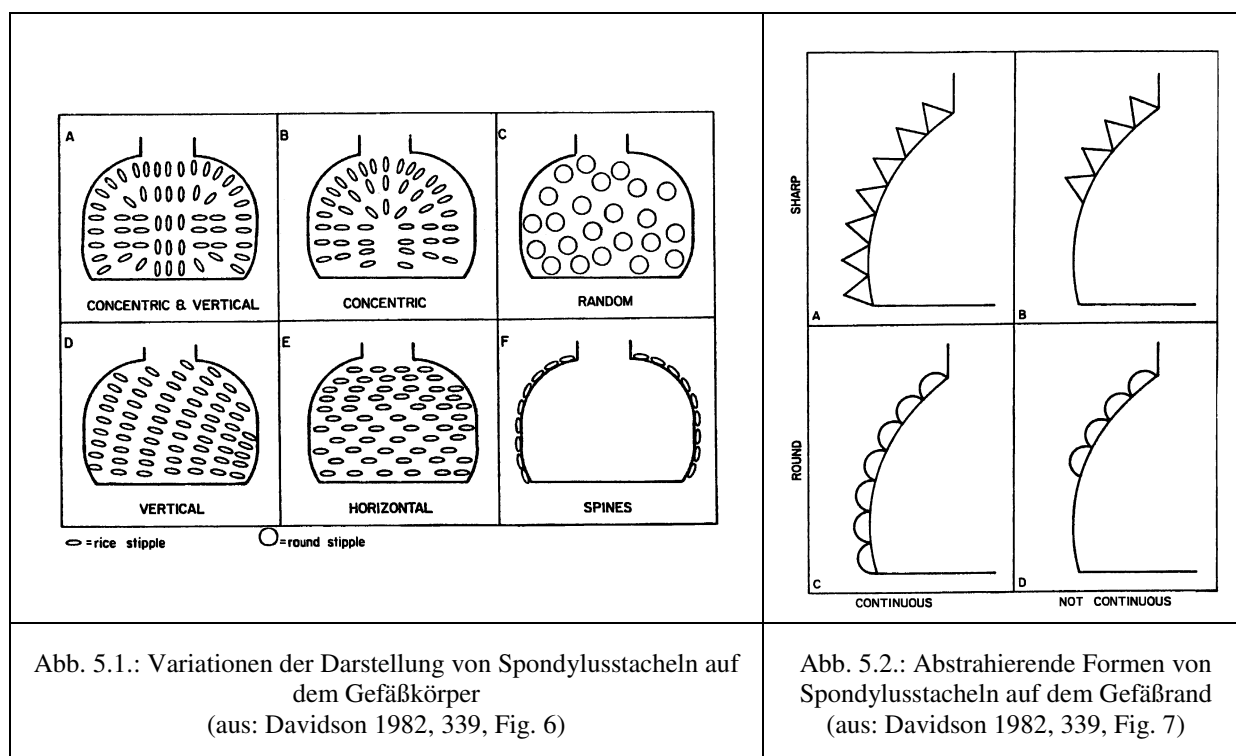 A
B
C
CONCENTRIC & VERTICAL
CONCENTRIC
RANDOM
D
E
F
VERTICAL
HORIZONTAL
SPINES
=rice stipple
=round stipple
SHARP
A
B
ROUND
C
D
CONTINUOUS
NOT CONTINUOUS
Abb. 5.1.: Variationen der Darstellung von Spondylusstacheln auf
dem Gefäßkörper
(aus: Davidson 1982, 339, Fig. 6)
Abb. 5.2.: Abstrahierende Formen von
Spondylusstacheln auf dem Gefäßrand
(aus: Davidson 1982, 339, Fig. 7)